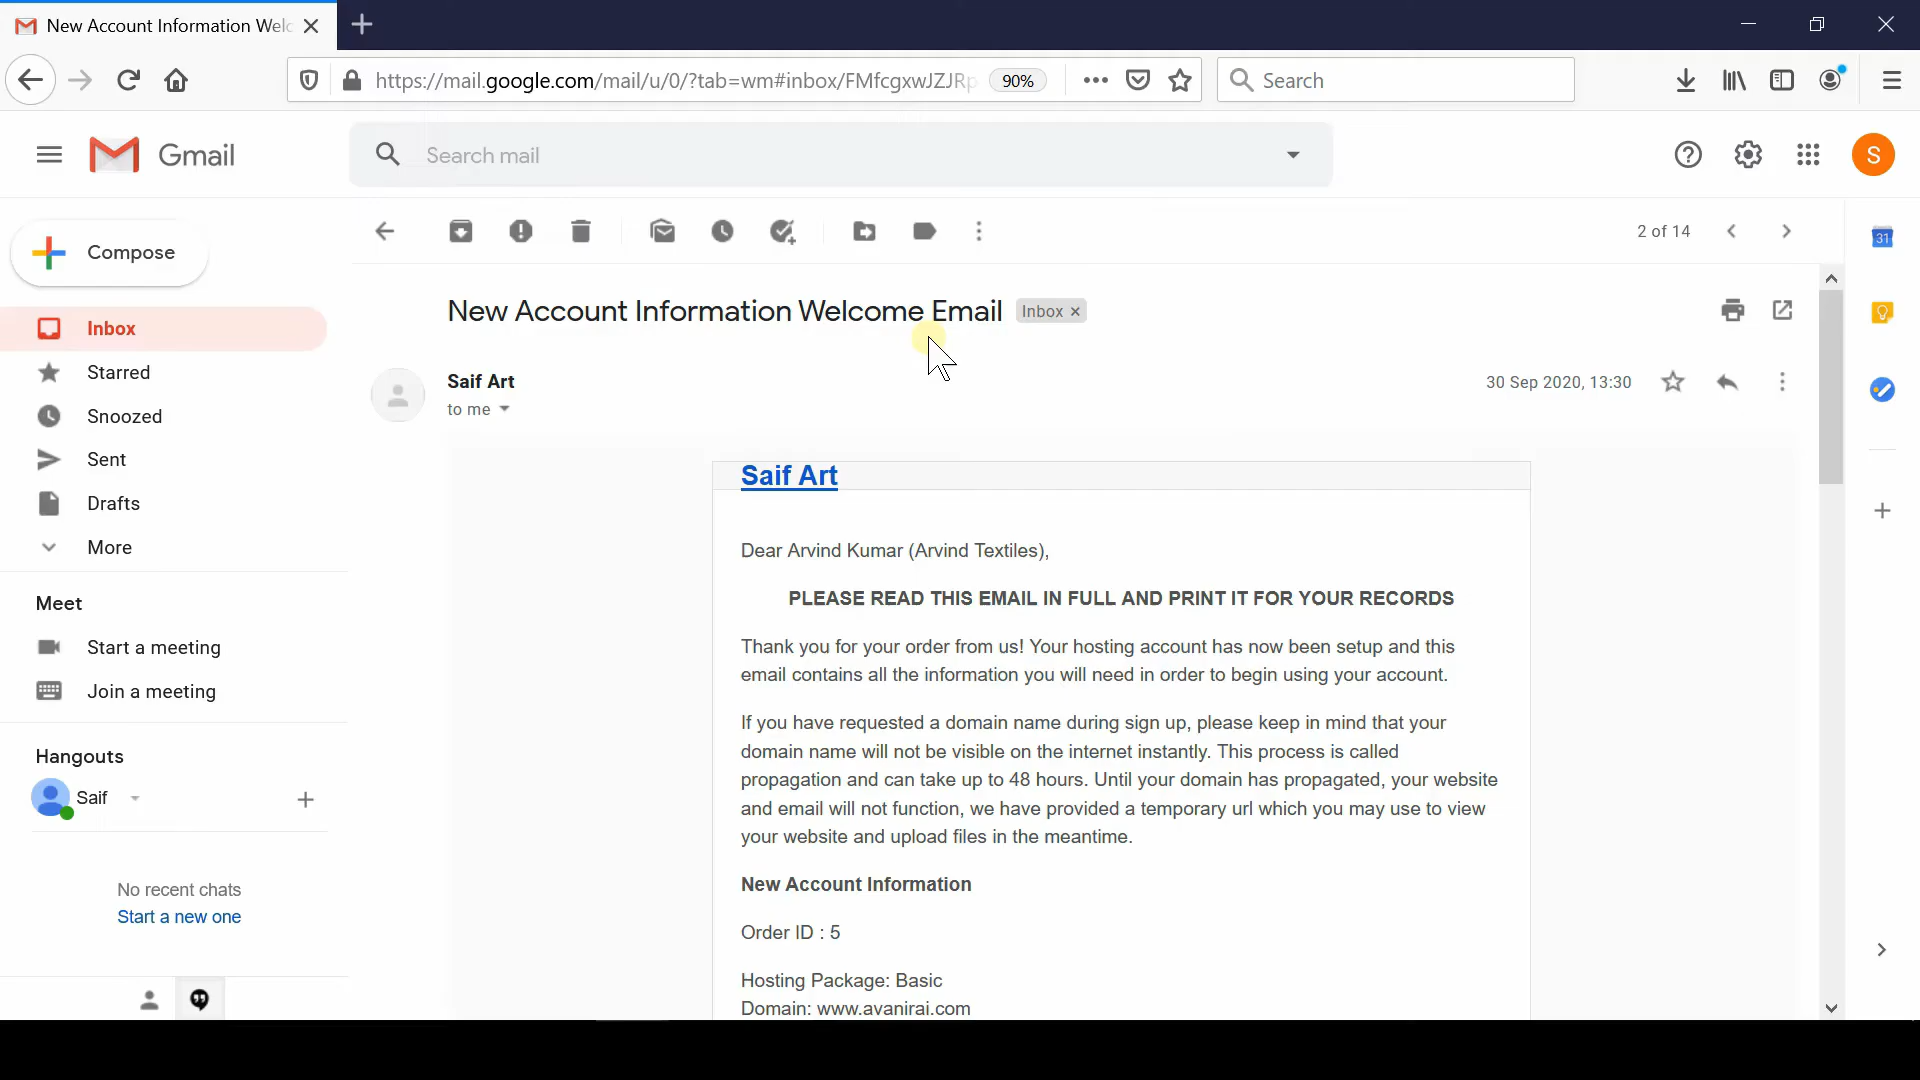 New Account Information Welc
https://mail.google.com/mail/u/0/?tab=wm#inbox/FMfcgxwJZJRp
90%
Search
Gmail
Search mail
S
Compose
2 of 14
31
Inbox
Starred
Snoozed
Sent
Drafts
More
Meet
Start a meeting
Join a meeting
Hangouts
Saif
No recent chats
Start a new one
New Account Information Welcome Email Inbox ×
Saif Art
30 Sep 2020, 13:30
to me
Saif Art
Dear Arvind Kumar (Arvind Textiles),
PLEASE READ THIS EMAIL IN FULL AND PRINT IT FOR YOUR RECORDS
Thank you for your order from us! Your hosting account has now been setup and this
email contains all the information you will need in order to begin using your account.
If you have requested a domain name during sign up, please keep in mind that your
domain name will not be visible on the internet instantly. This process is called
propagation and can take up to 48 hours. Until your domain has propagated, your website
and email will not function, we have provided a temporary url which you may use to view
your website and upload files in the meantime.
New Account Information
Order ID : 5
Hosting Package: Basic
Domain: www.avanirai.com